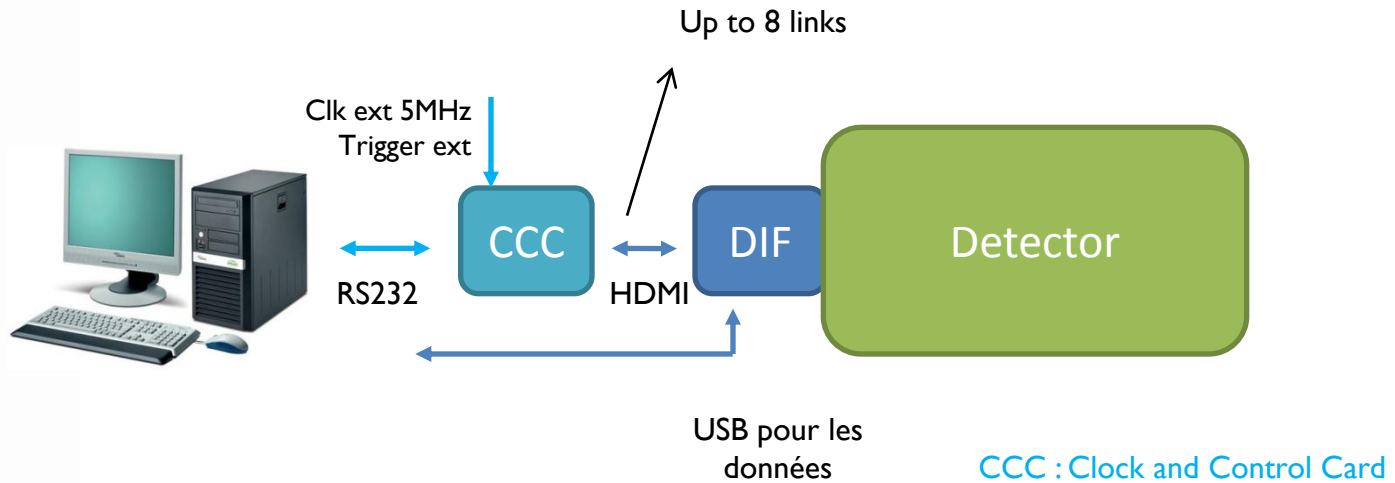 Up to 8 links
Clk ext 5MHz
Trigger ext
CCC
DIF
Detector
RS232
HDMI
USB pour les
données
CCC : Clock and Control Card